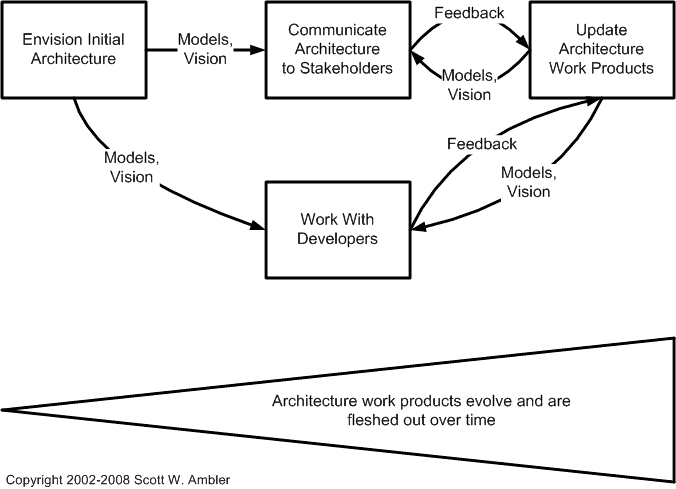 Envision Initial
Architecture
Models,
Vision
Communicate
Architecture
to Stakeholders
Feedback
Models,
Vision
Update
Architecture
Work Products
Models,
Vision
Feedback
Models,
Vision
Work With
Developers
Architecture work products evolve and are
fleshed out over time
Copyright 2002-2008 Scott W. Ambler